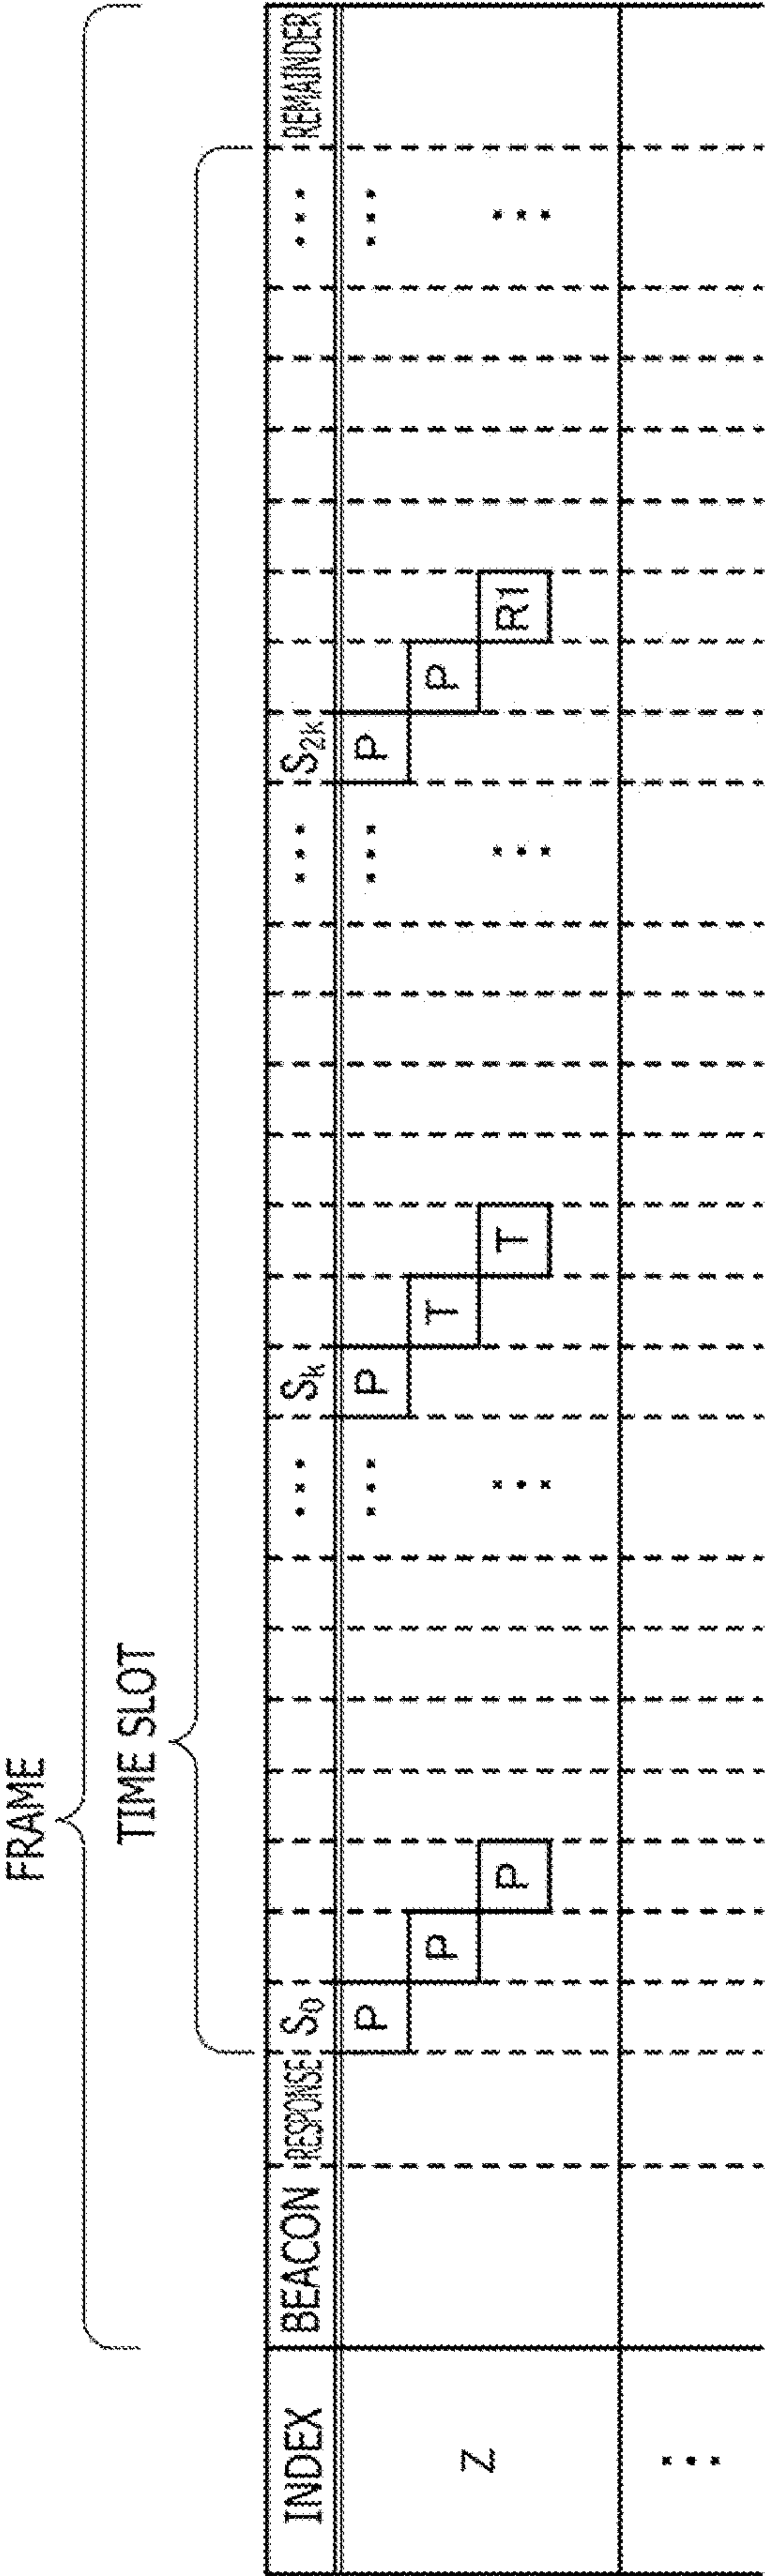 FRAME
TIME SLOT
INDEX BEACON RESPONSE S₀ ... Sₖ ... S₂ₖ ... REMAINDER
P ... P ... P ...
N P T P
P ... T ... R1 ...
⋮